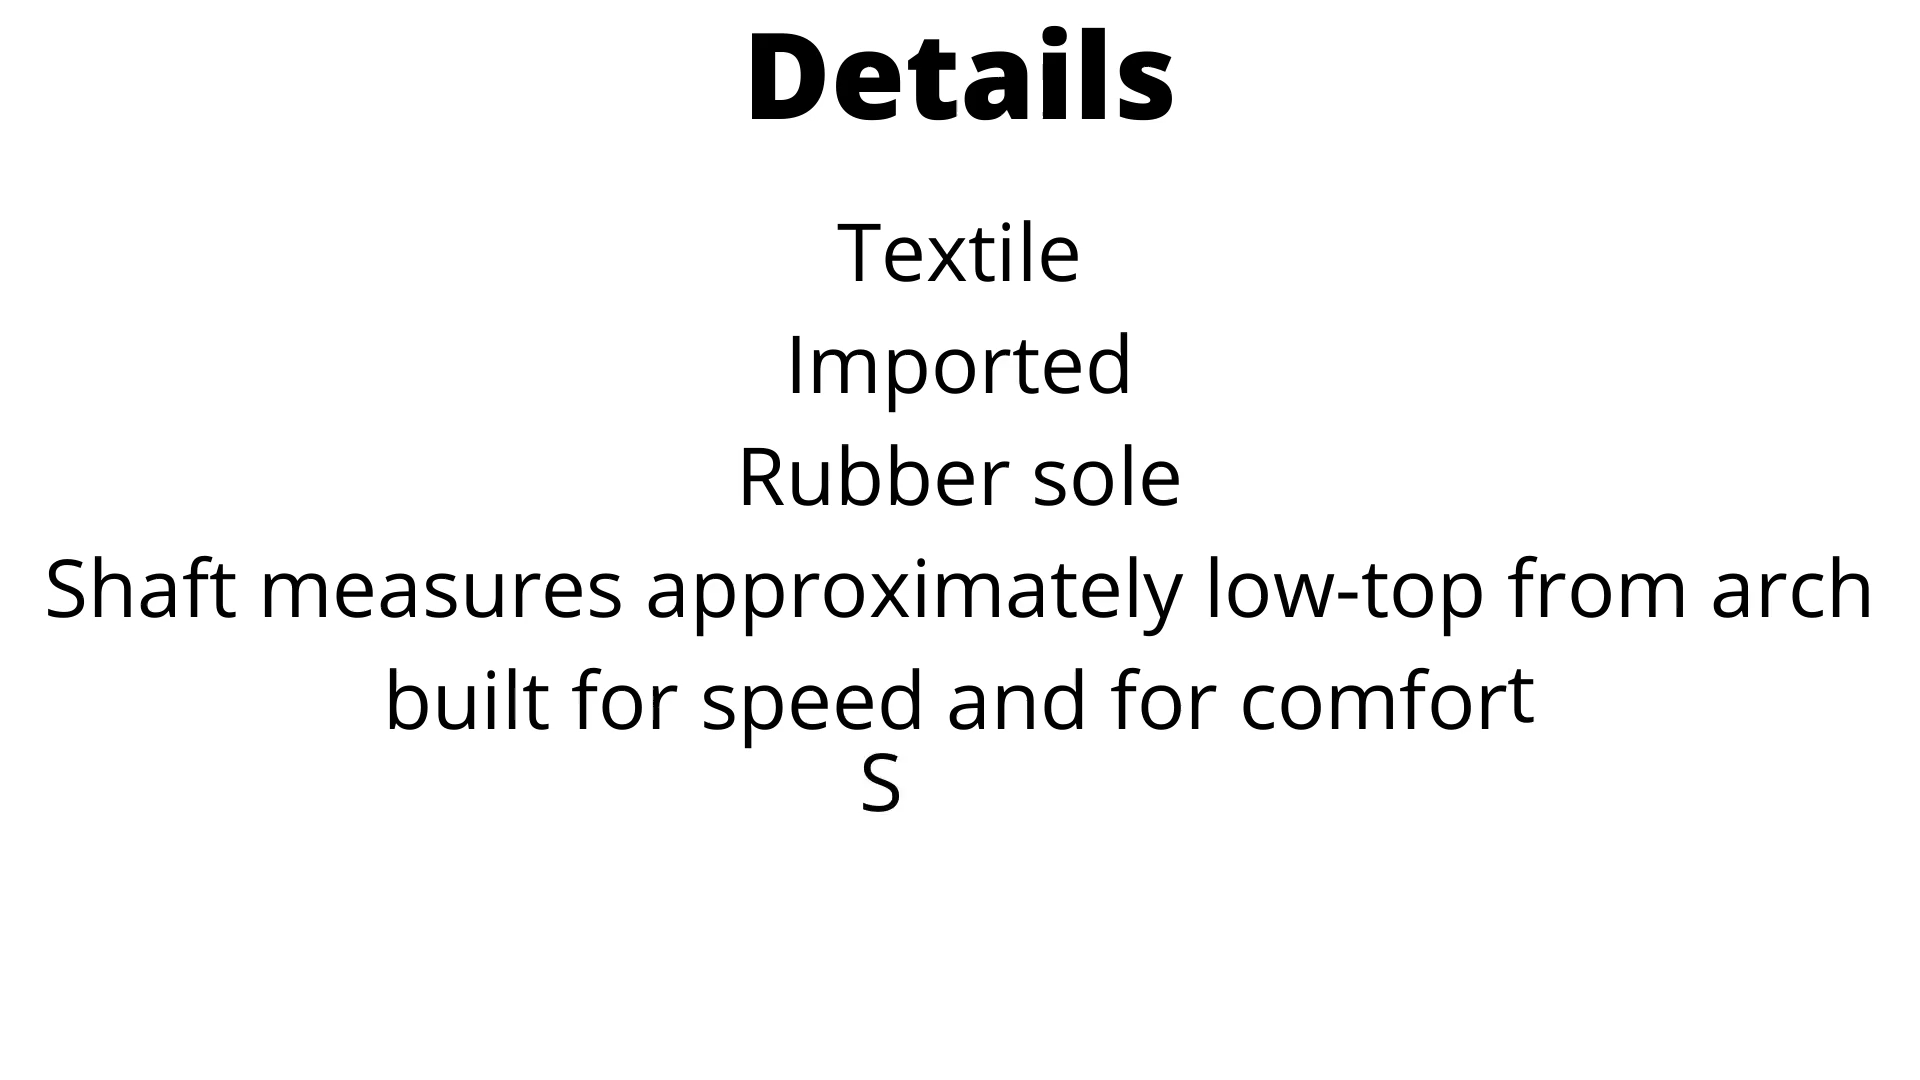 Details
Textile
Imported
Rubber sole
Shaft measures approximately low-top from arch
built for speed and for comfort
S